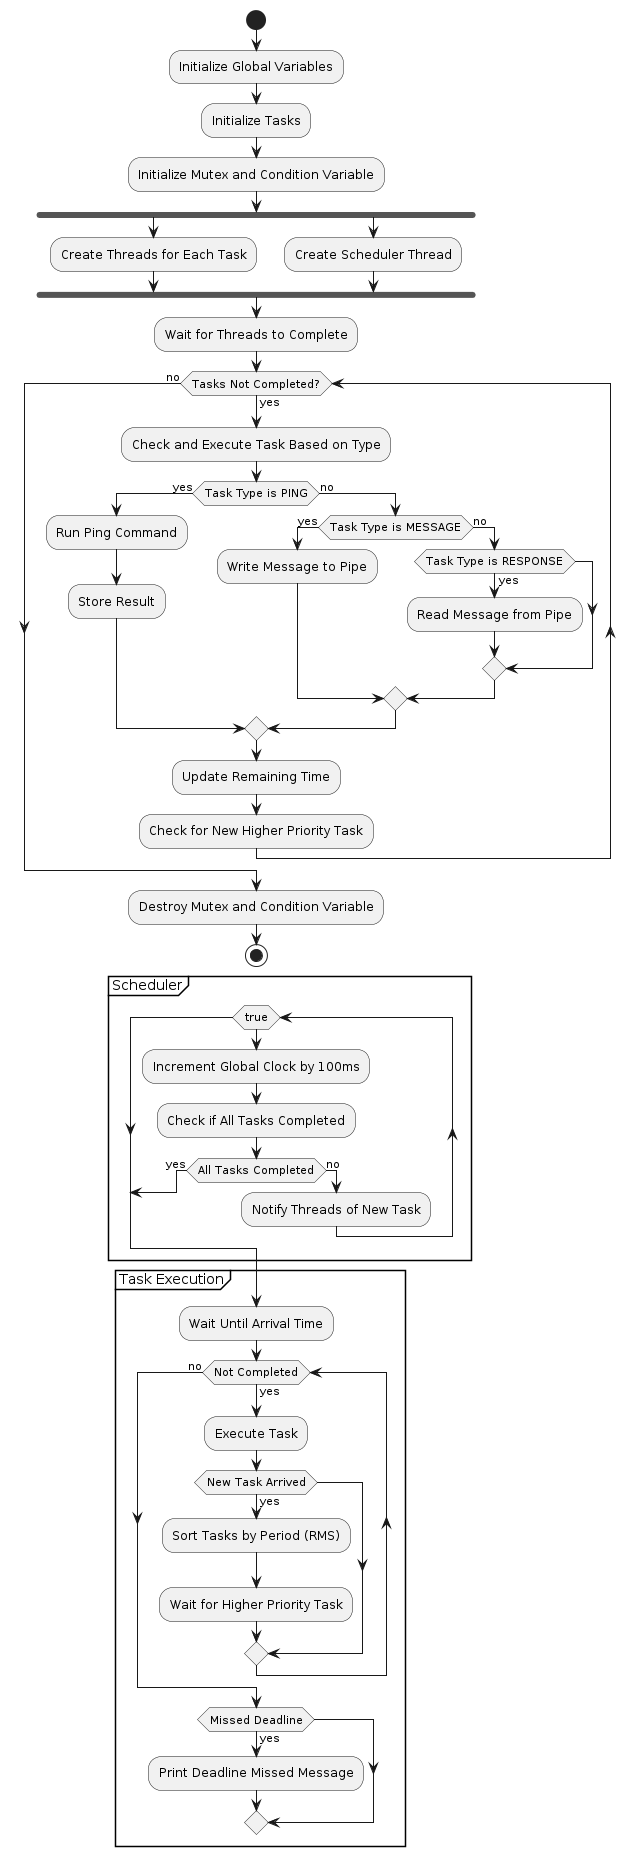 Initialize Global Variables
Initialize Tasks
Initialize Mutex and Condition Variable
Create Threads for Each Task
Create Scheduler Thread
Wait for Threads to Complete
no
Tasks Not Completed?
yes
Check and Execute Task Based on Type
yes
Task Type is PING
no
Run Ping Command
Store Result
yes
Task Type is MESSAGE
no
Write Message to Pipe
Task Type is RESPONSE
yes
Read Message from Pipe
Update Remaining Time
Check for New Higher Priority Task
Destroy Mutex and Condition Variable
Scheduler
true
Increment Global Clock by 100ms
Check if All Tasks Completed
yes
All Tasks Completed
no
Notify Threads of New Task
Task Execution
Wait Until Arrival Time
no
Not Completed
yes
Execute Task
New Task Arrived
yes
Sort Tasks by Period (RMS)
Wait for Higher Priority Task
Missed Deadline
yes
Print Deadline Missed Message